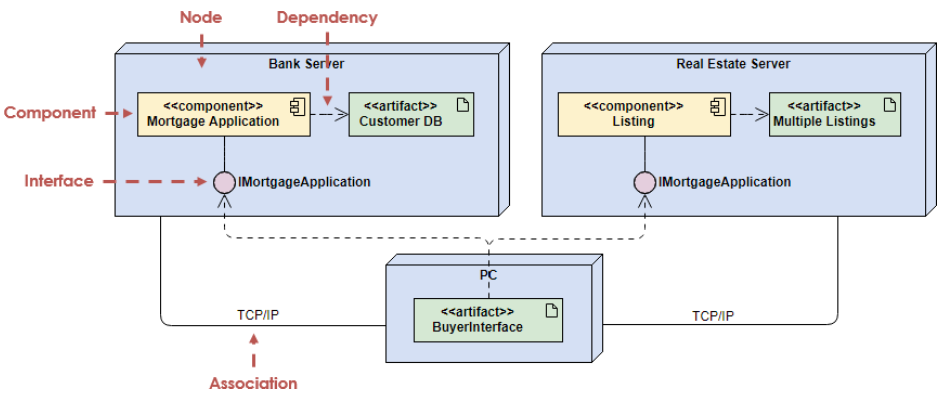 Node
Dependency
Bank Server
Real Estate Server
Component
<<component>>
Mortgage Application
<<artifact>>
Customer DB
<<component>>
Listing
<<artifact>>
Multiple Listings
Interface
IMortgageApplication
IMortgageApplication
PC
<<artifact>>
BuyerInterface
TCP/IP
TCP/IP
Association